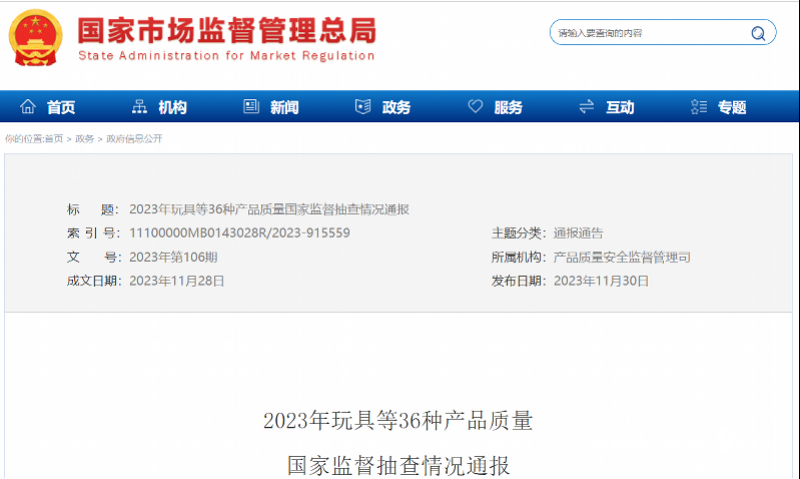 国家市场监督管理总局
State Administration for Market Regulation
请输入要查询的内容
首页 机构 新闻 政务 服务 互动 专题
你的位置:首页 > 政务 > 政府信息公开
标 题: 2023年玩具等36种产品质量国家监督抽查情况通报
索 引 号: 11100000MB0143028R/2023-915559 主题分类: 通报通告
文 号: 2023年第106期 所属机构: 产品质量安全监督管理司
成文日期: 2023年11月28日 发布日期: 2023年11月30日
2023年玩具等36种产品质量
国家监督抽查情况通报